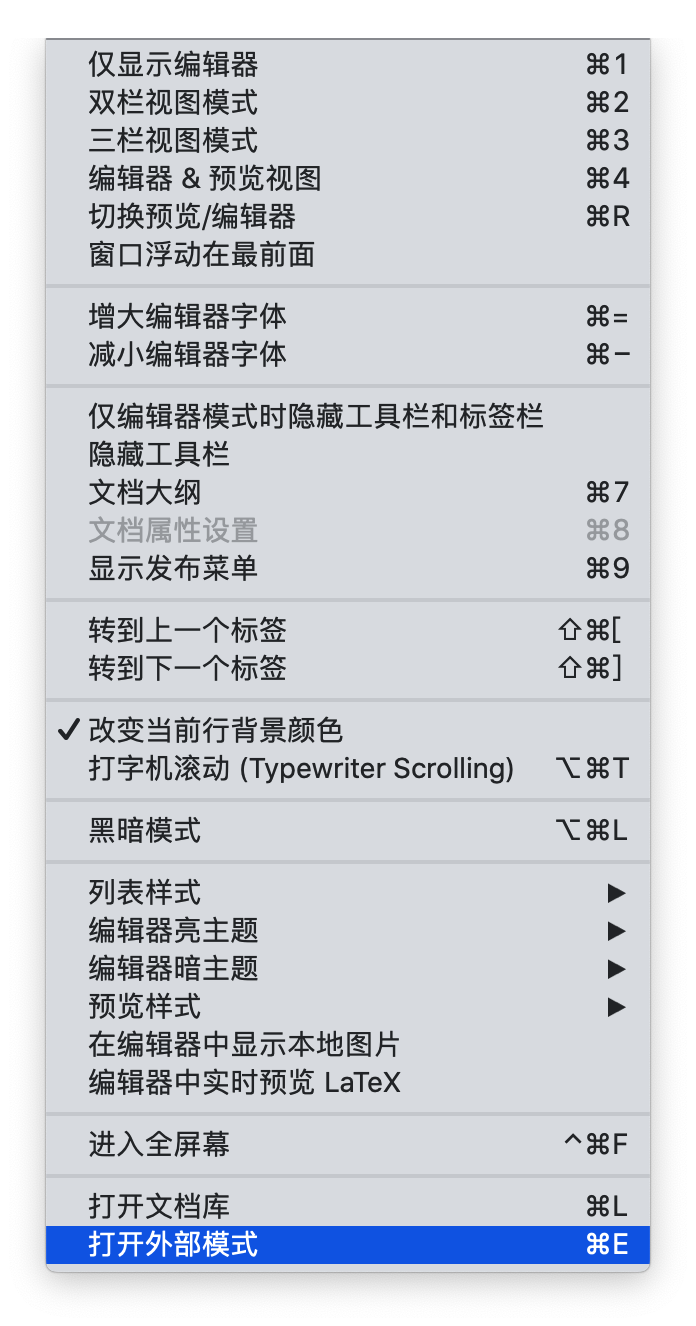 仅显示编辑器 ⌘1
双栏视图模式 ⌘2
三栏视图模式 ⌘3
编辑器 & 预览视图 ⌘4
切换预览/编辑器 ⌘R
窗口浮动在最前面
增大编辑器字体 ⌘=
减小编辑器字体 ⌘−
仅编辑器模式时隐藏工具栏和标签栏
隐藏工具栏
文档大纲 ⌘7
文档属性设置 ⌘8
显示发布菜单 ⌘9
转到上一个标签 ⇧⌘[
转到下一个标签 ⇧⌘]
✓ 改变当前行背景颜色
打字机滚动 (Typewriter Scrolling) ⌥⌘T
黑暗模式 ⌥⌘L
列表样式 ▶
编辑器亮主题 ▶
编辑器暗主题 ▶
预览样式 ▶
在编辑器中显示本地图片
编辑器中实时预览 LaTeX
进入全屏幕 ^⌘F
打开文档库 ⌘L
打开外部模式 ⌘E